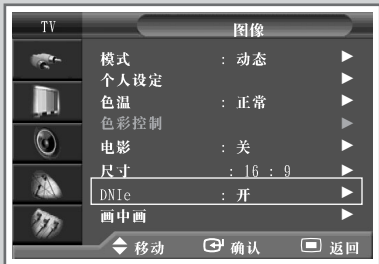 TV 图像
模式 : 动态
个人设定
色温 : 正常
色彩控制
电影 : 关
尺寸 : 16 : 9
DNIe : 开
画中画
移动 确认 返回